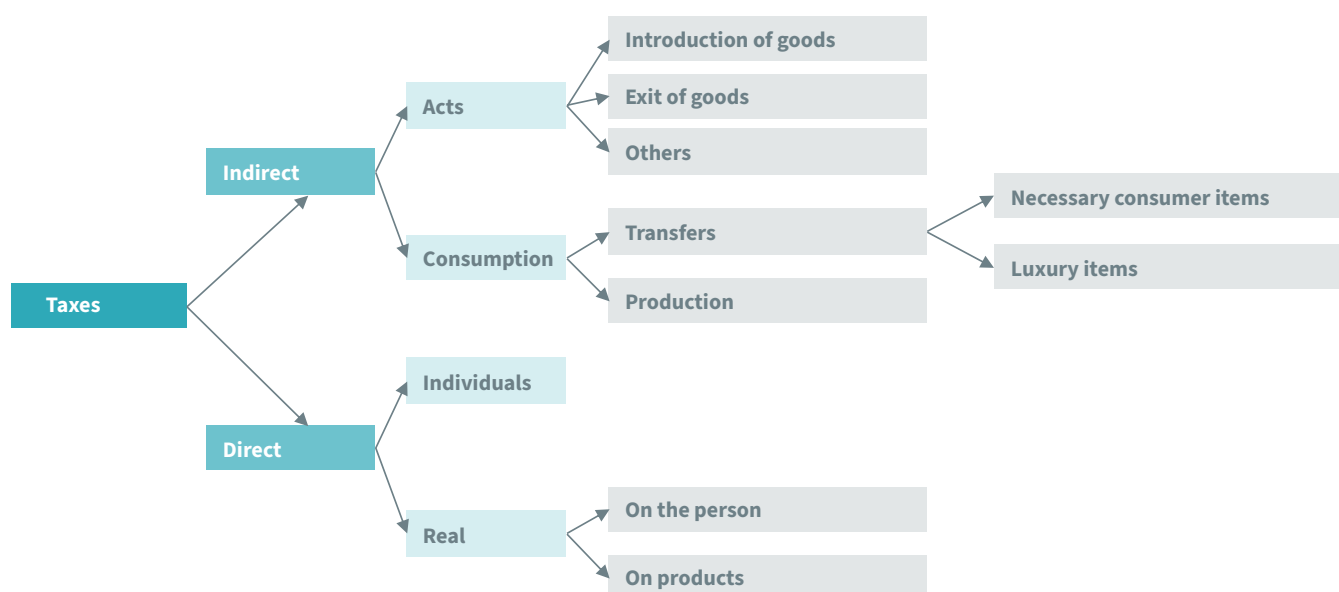 Introduction of goods
Exit of goods
Acts
Others
Indirect
Necessary consumer items
Transfers
Consumption
Luxury items
Production
Taxes
Individuals
Direct
On the person
Real
On products